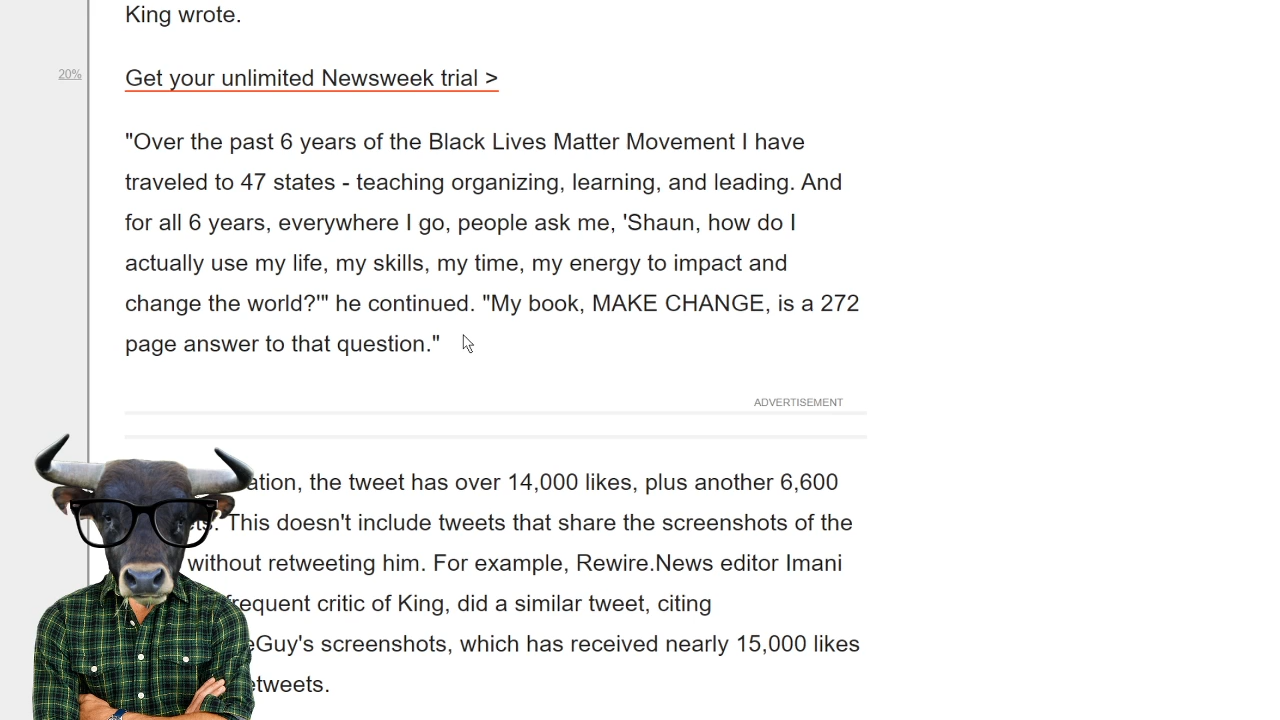 King wrote.
20%
Get your unlimited Newsweek trial >
"Over the past 6 years of the Black Lives Matter Movement I have
traveled to 47 states - teaching organizing, learning, and leading. And
for all 6 years, everywhere I go, people ask me, 'Shaun, how do I
actually use my life, my skills, my time, my energy to impact and
change the world?'" he continued. "My book, MAKE CHANGE, is a 272
page answer to that question."
ADVERTISEMENT
the tweet has over 14,000 likes, plus another 6,600
This doesn't include tweets that share the screenshots of the
without retweeting him. For example, Rewire.News editor Imani
critic of King, did a similar tweet, citing
screenshots, which has received nearly 15,000 likes